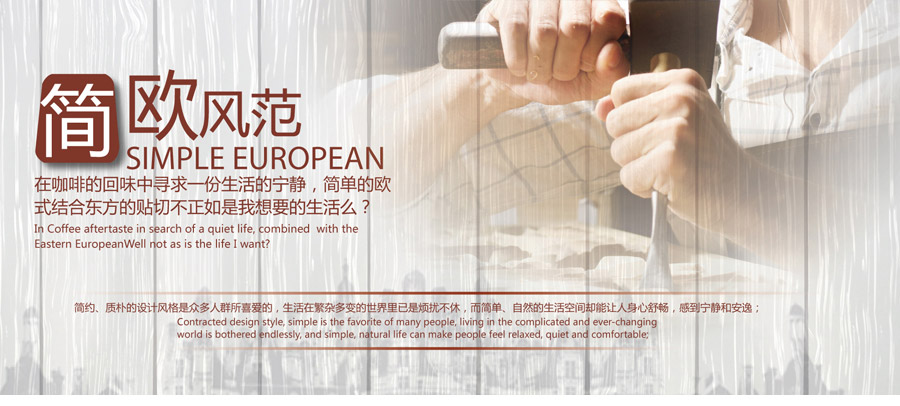 简欧风范
SIMPLE EUROPEAN
在咖啡的回味中寻求一份生活的宁静，简单的欧
式结合东方的贴切不正如是我想要的生活么？
In Coffee aftertaste in search of a quiet life, combined  with the
Eastern EuropeanWell not as is the life I want?
简约、质朴的设计风格是众多人群所喜爱的，生活在繁杂多变的世界里已是烦扰不休，而简单、自然的生活空间却能让人身心舒畅，感到宁静和安逸；
Contracted design style, simple is the favorite of many people, living in the complicated and ever-changing
world is bothered endlessly, and simple, natural life can make people feel relaxed, quiet and comfortable;